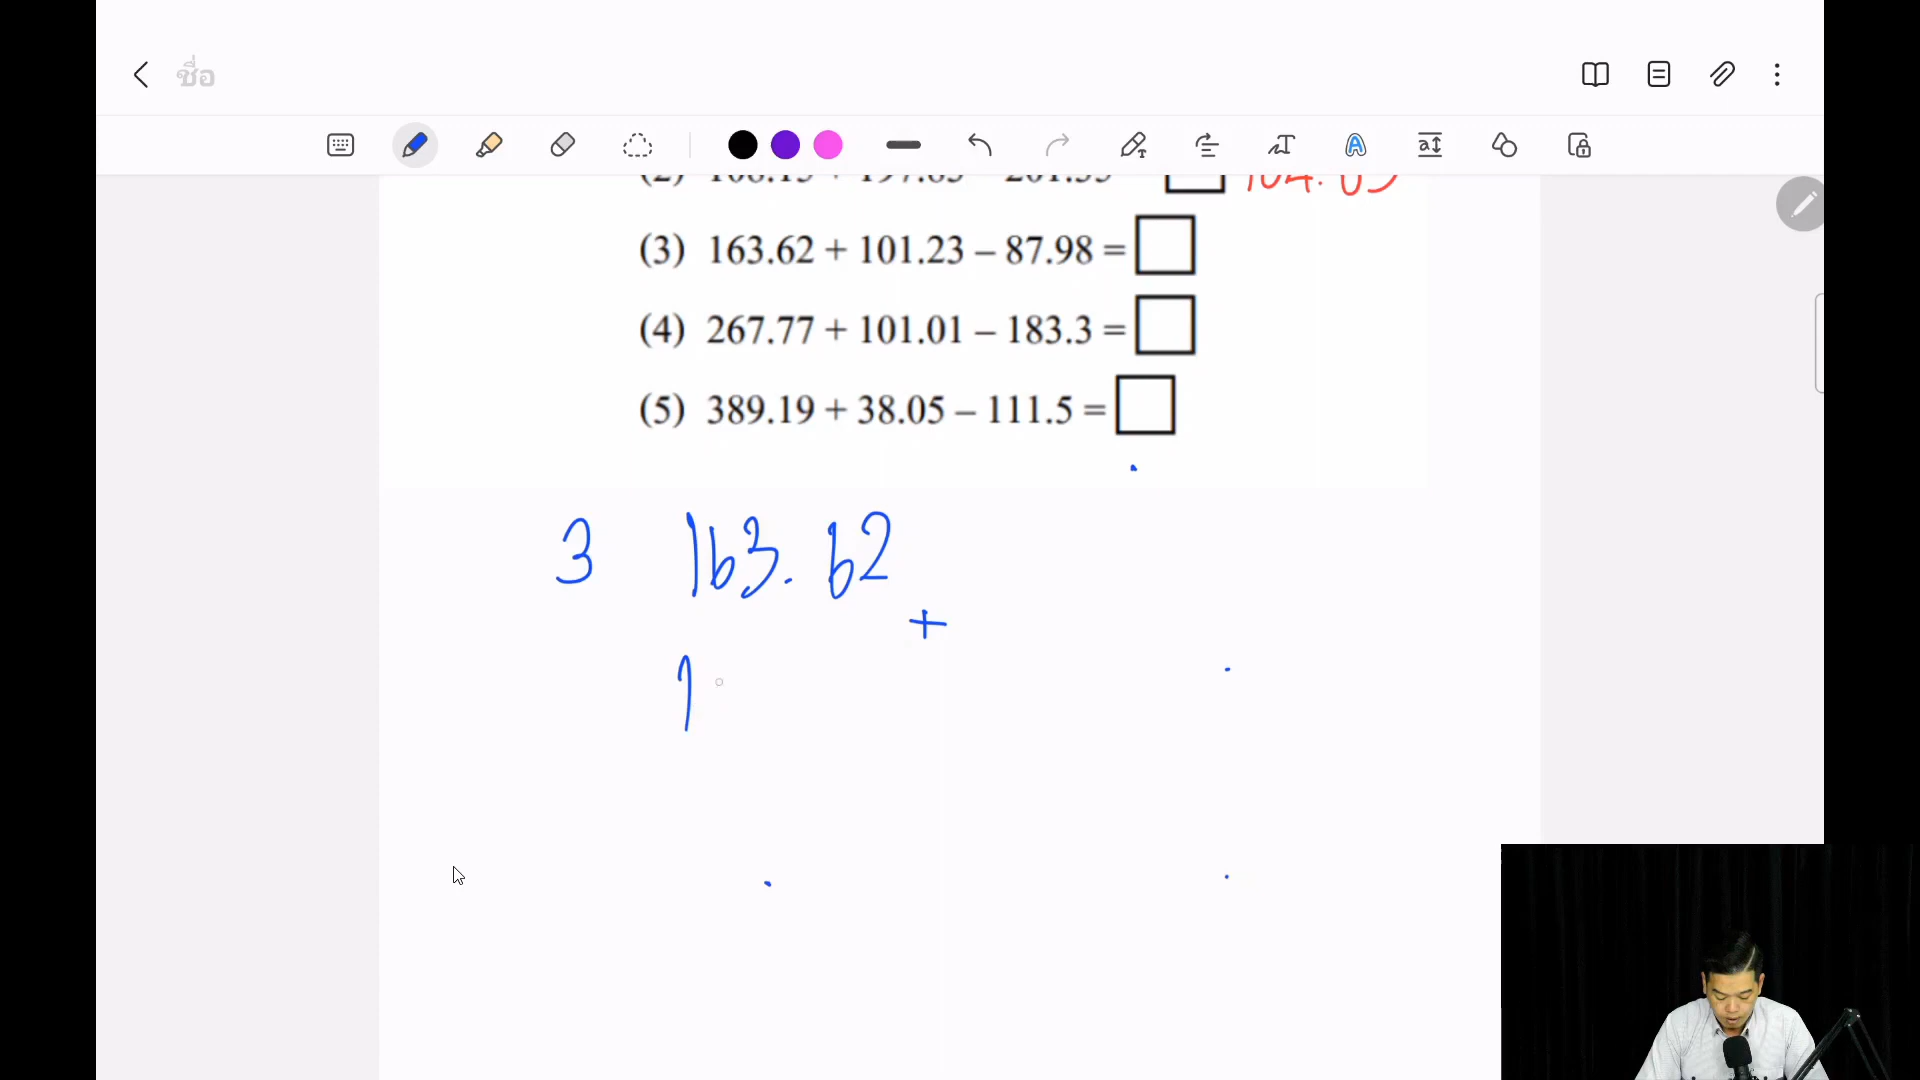 ชื่อ
(3) 163.62 + 101.23 – 87.98 =
(4) 267.77 + 101.01 – 183.3 =
(5) 389.19 + 38.05 – 111.5 =
3 163.62
+
1